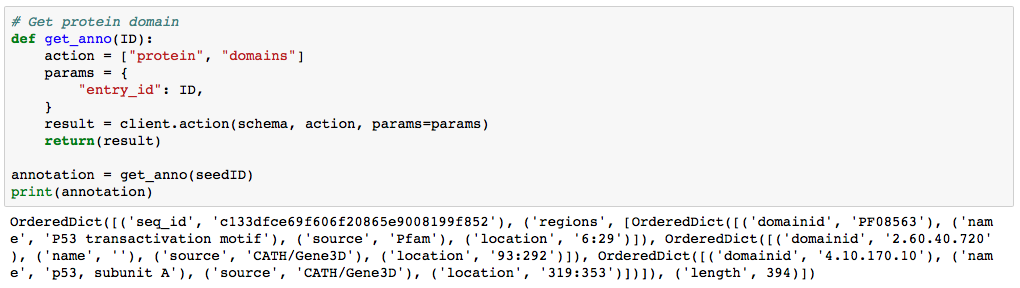 # Get protein domain
def get_anno(ID):
    action = ["protein", "domains"]
    params = {
        "entry_id": ID,
    }
    result = client.action(schema, action, params=params)
    return(result)

annotation = get_anno(seedID)
print(annotation)
OrderedDict([('seq_id', 'c133dfce69f606f20865e9008199f852'), ('regions', [OrderedDict([('domainid', 'PF08563'), ('nam
e', 'P53 transactivation motif'), ('source', 'Pfam'), ('location', '6:29')]), OrderedDict([('domainid', '2.60.40.720'
), ('name', ''), ('source', 'CATH/Gene3D'), ('location', '93:292')]), OrderedDict([('domainid', '4.10.170.10'), ('nam
e', 'p53, subunit A'), ('source', 'CATH/Gene3D'), ('location', '319:353')])]), ('length', 394)])